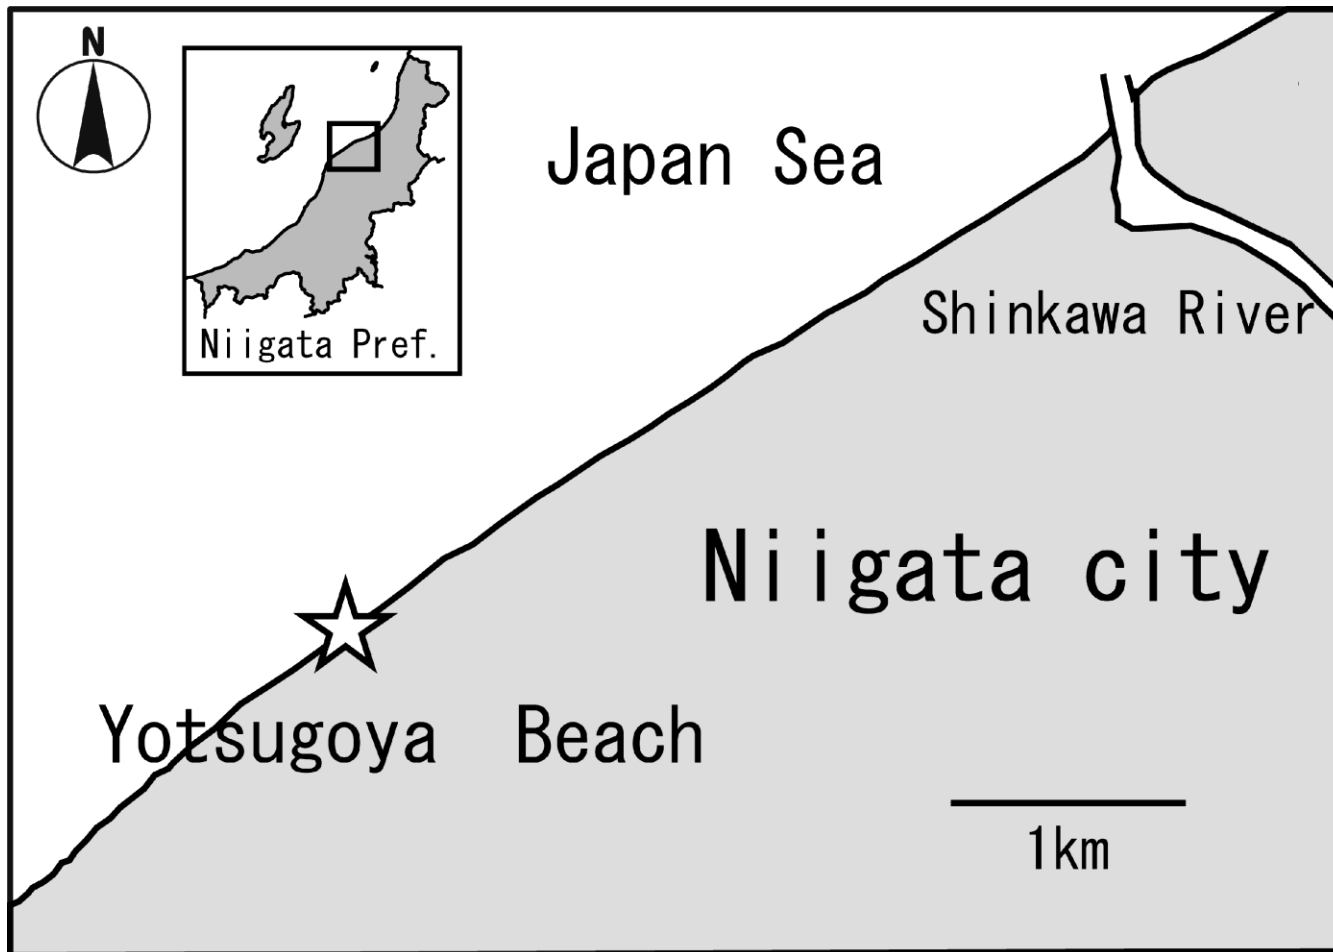 N
Japan Sea
Niigata Pref.
Shinkawa River
Niigata city
Yotsugoya Beach
1km